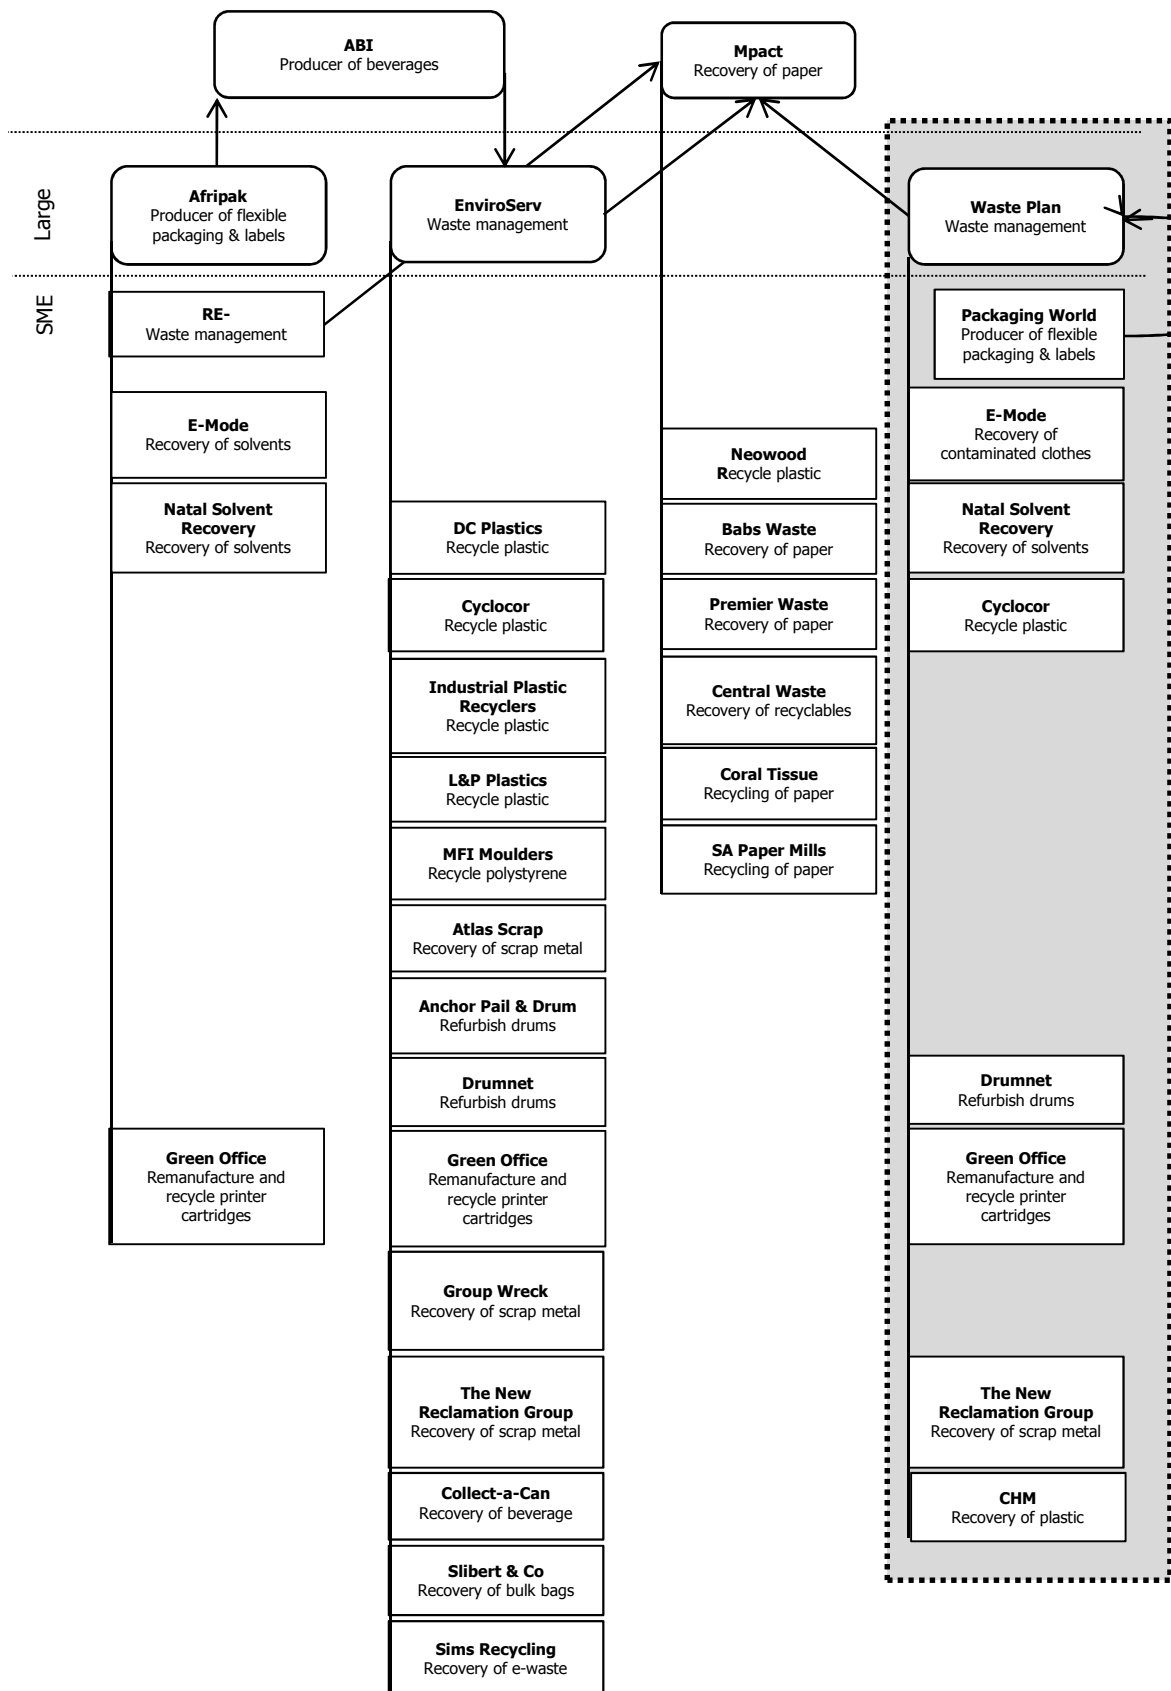 ABI
Producer of beverages
Mpact
Recovery of paper
Large
Afripak
Producer of flexible
packaging & labels
EnviroServ
Waste management
Waste Plan
Waste management
SME
RE-
Waste management
E-Mode
Recovery of solvents
Natal Solvent
Recovery
Recovery of solvents
Green Office
Remanufacture and
recycle printer
cartridges
DC Plastics
Recycle plastic
Cyclocor
Recycle plastic
Industrial Plastic
Recyclers
Recycle plastic
L&P Plastics
Recycle plastic
MFI Moulders
Recycle polystyrene
Atlas Scrap
Recovery of scrap metal
Anchor Pail & Drum
Refurbish drums
Drumnet
Refurbish drums
Green Office
Remanufacture and
recycle printer
cartridges
Group Wreck
Recovery of scrap metal
The New
Reclamation Group
Recovery of scrap metal
Collect-a-Can
Recovery of beverage
Slibert & Co
Recovery of bulk bags
Sims Recycling
Recovery of e-waste
Neowood
Recycle plastic
Babs Waste
Recovery of paper
Premier Waste
Recovery of paper
Central Waste
Recovery of recyclables
Coral Tissue
Recycling of paper
SA Paper Mills
Recycling of paper
Packaging World
Producer of flexible
packaging & labels
E-Mode
Recovery of
contaminated clothes
Natal Solvent
Recovery
Recovery of solvents
Cyclocor
Recycle plastic
Drumnet
Refurbish drums
Green Office
Remanufacture and
recycle printer
cartridges
The New
Reclamation Group
Recovery of scrap metal
CHM
Recovery of plastic